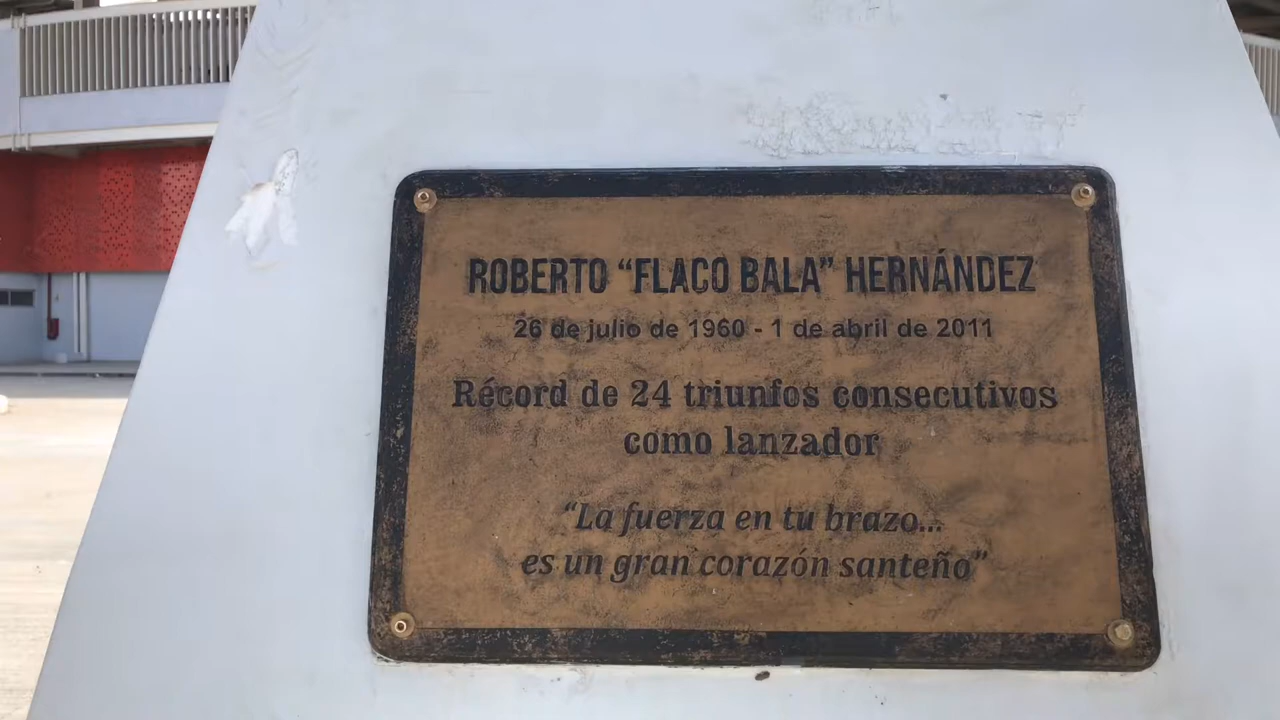 ROBERTO “FLACO BALA” HERNÁNDEZ
26 de julio de 1960 - 1 de abril de 2011
Récord de 24 triunfos consecutivos
como lanzador
“La fuerza en tu brazo...
es un gran corazón santeño”